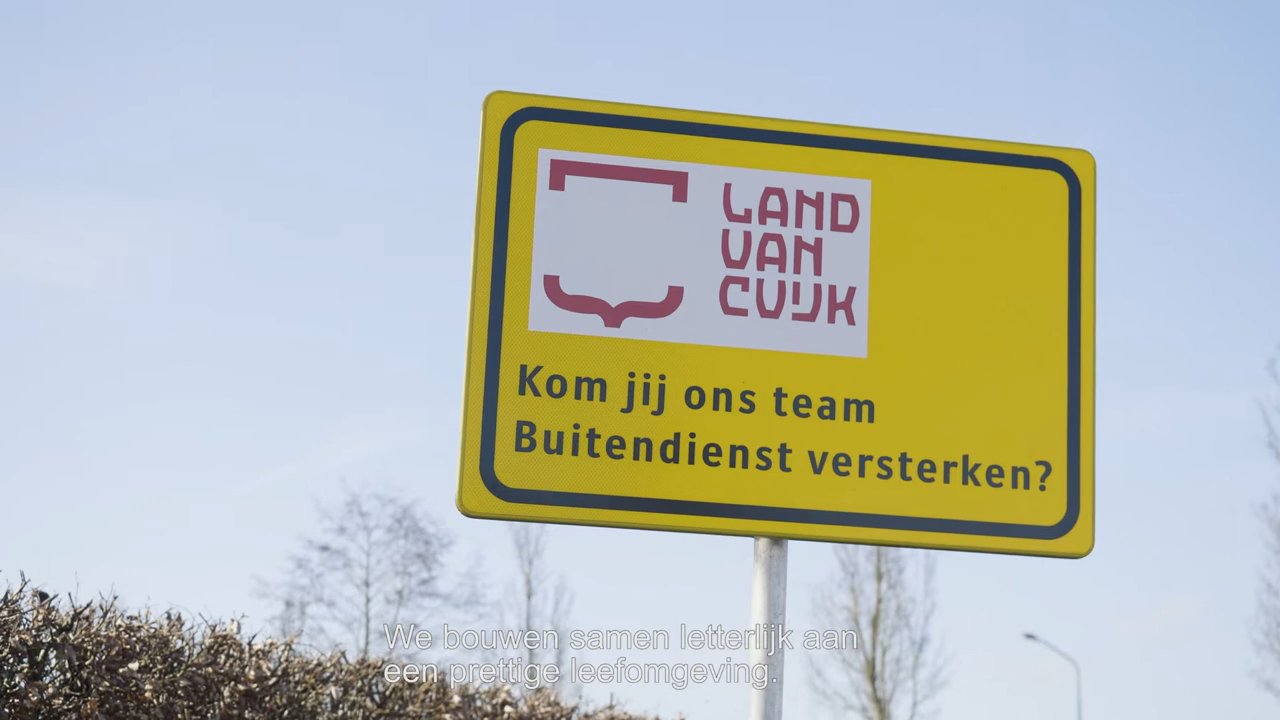 LAND
VAN
CUIJK
Kom jij ons team
Buitendienst versterken?
We bouwen samen letterlijk aan
een prettige leefomgeving.